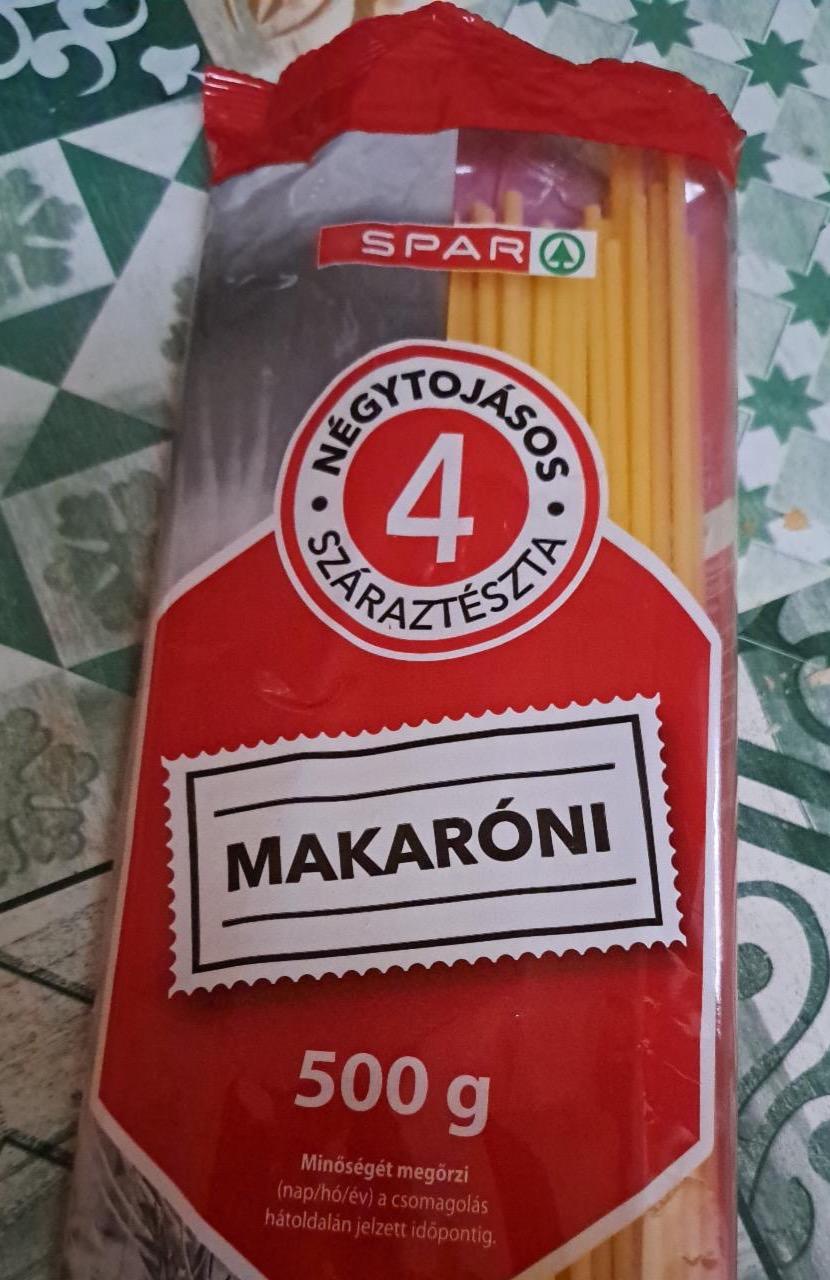 SPAR
NÉGYTOJÁSOS
4
SZÁRAZTÉSZTA
MAKARÓNI
500 g
Minőségét megőrzi
(nap/hó/év) a csomagolás
hátoldalán jelzett időpontig.